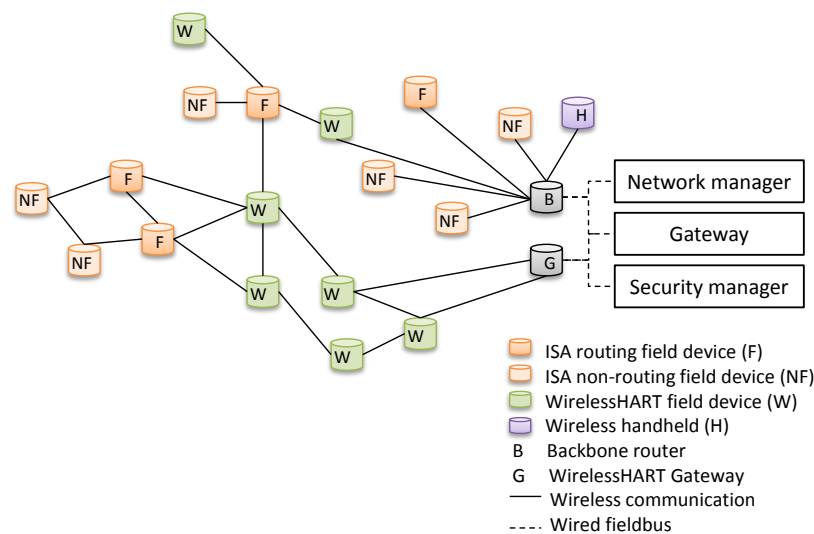 W
NF
F
W
F
NF
H
NF
NF
B
Network manager
F
NF
W
F
NF
G
Gateway
Security manager
W
W
W
W
ISA routing field device (F)
ISA non-routing field device (NF)
WirelessHART field device (W)
Wireless handheld (H)
B Backbone router
G WirelessHART Gateway
Wireless communication
Wired fieldbus